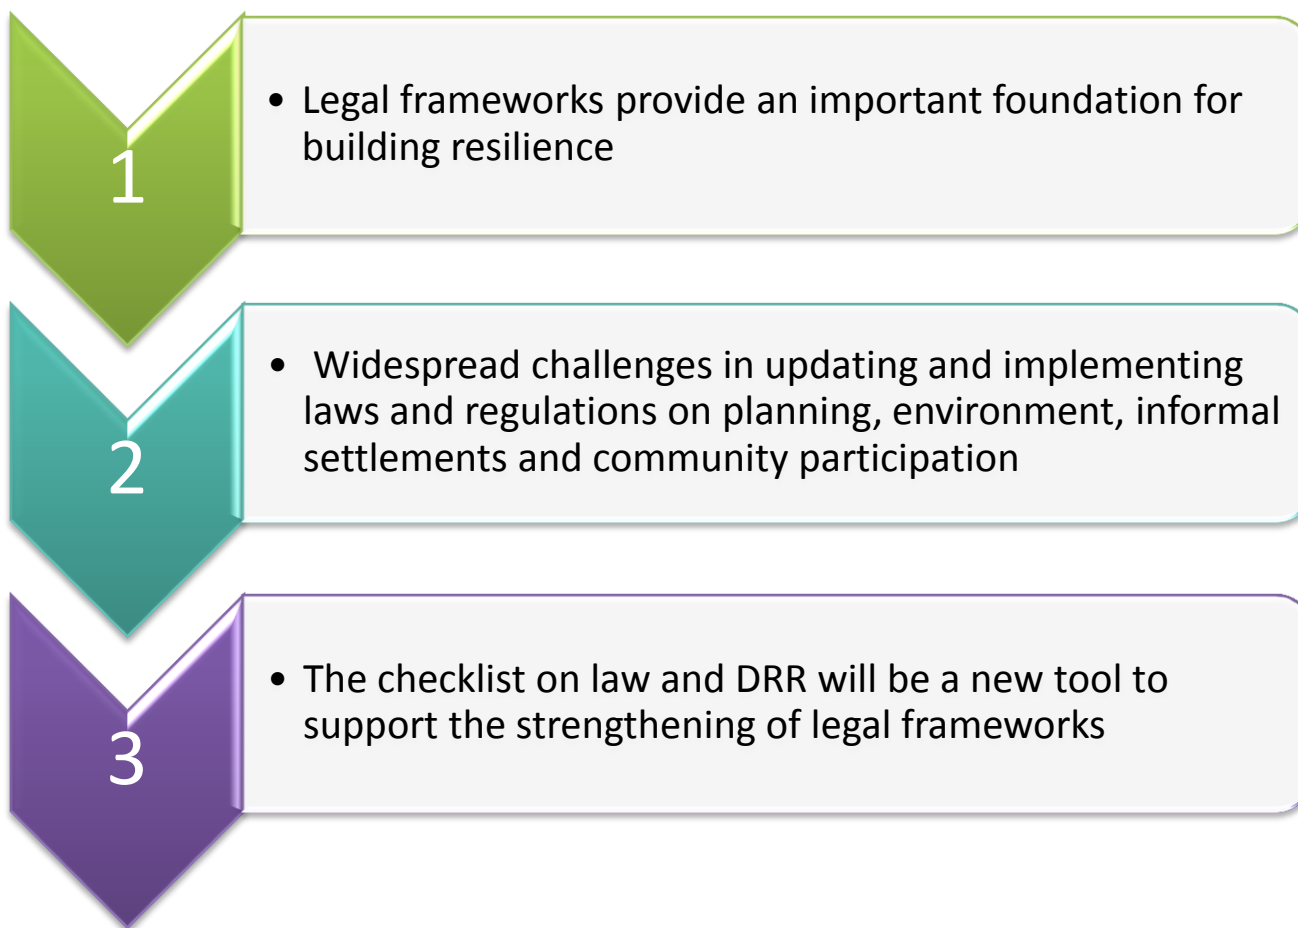 1
• Legal frameworks provide an important foundation for
building resilience
2
• Widespread challenges in updating and implementing
laws and regulations on planning, environment, informal
settlements and community participation
3
• The checklist on law and DRR will be a new tool to
support the strengthening of legal frameworks